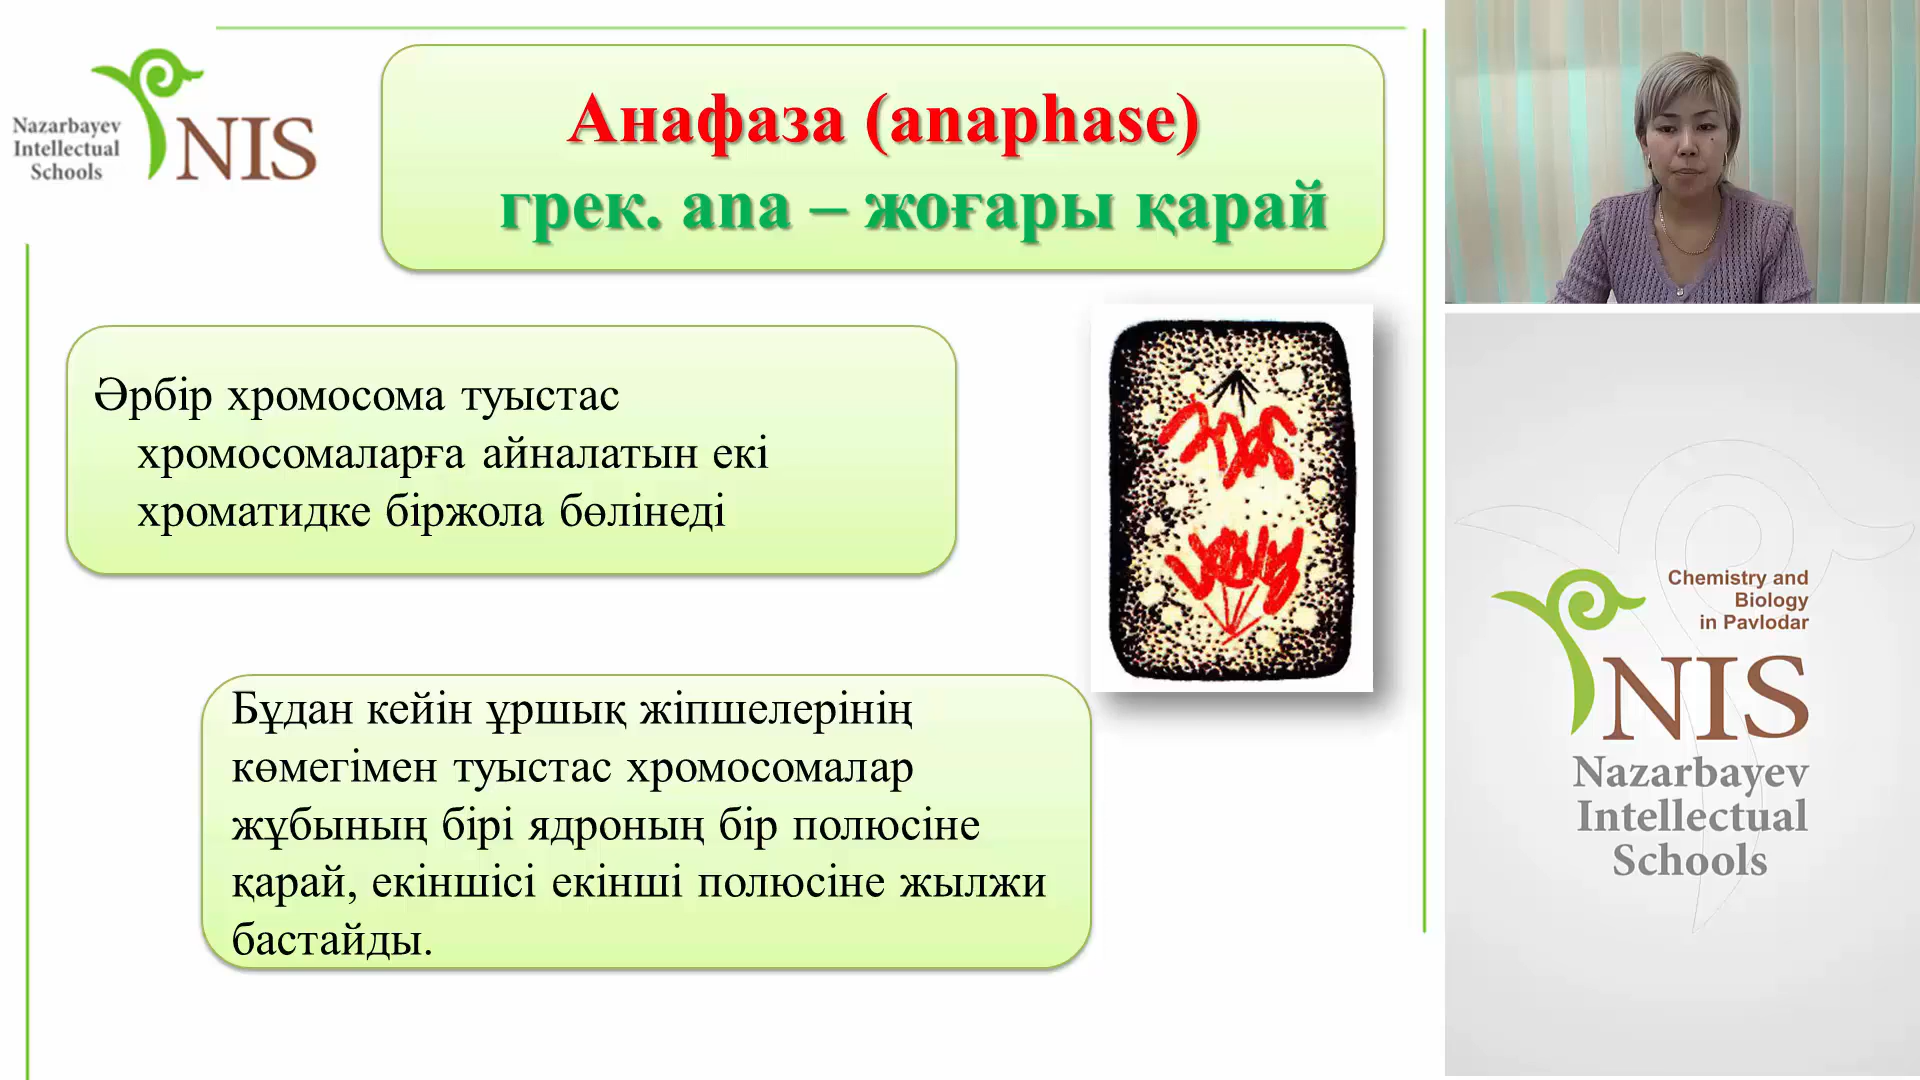 Nazarbayev
Intellectual
Schools
NIS
Анафаза (anaphase)
грек. ana – жоғары қарай
Әрбір хромосома туыстас
хромосомаларға айналатын екі
хроматидке біржола бөлінеді
Бұдан кейін ұршық жіпшелерінің
көмегімен туыстас хромосомалар
жұбының бірі ядроның бір полюсіне
қарай, екіншісі екінші полюсіне жылжи
бастайды.
Chemistry and
Biology
in Pavlodar
NIS
Nazarbayev
Intellectual
Schools